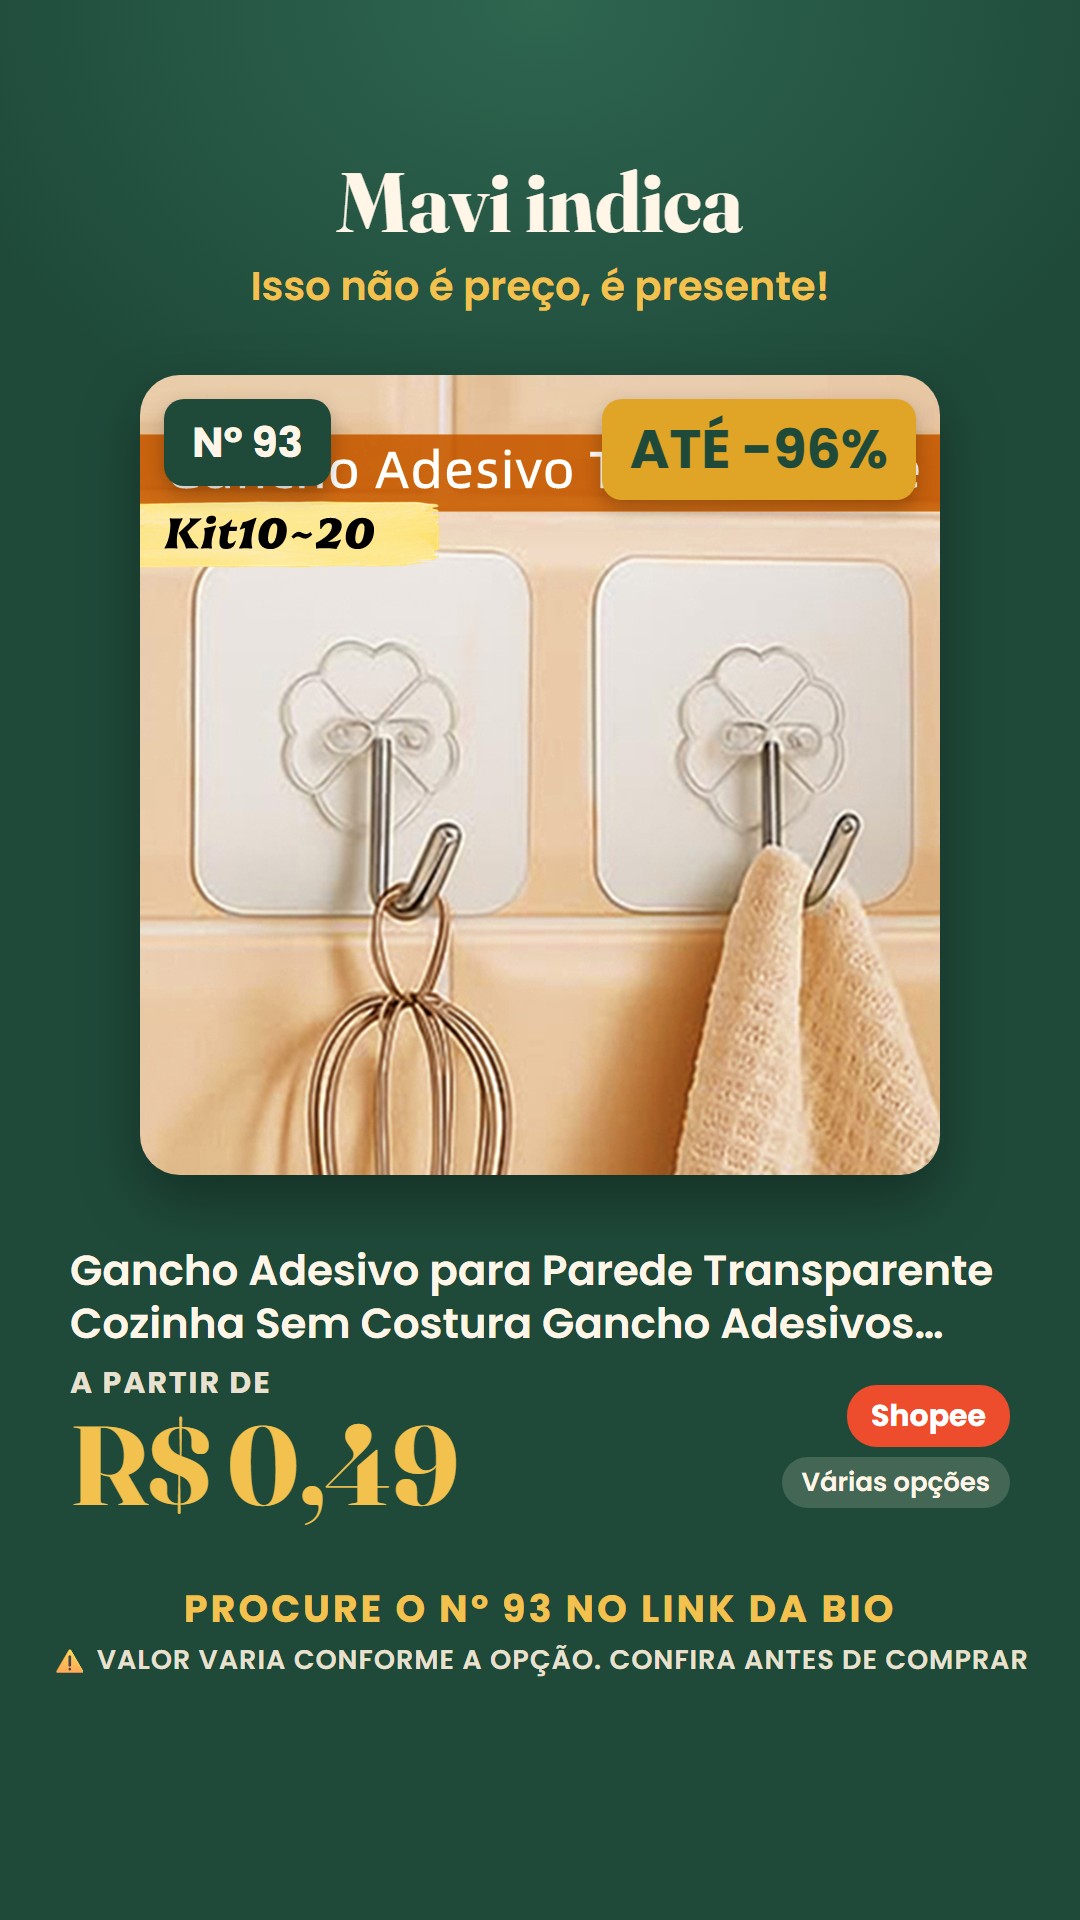 Mavi indica
Isso não é preço, é presente!
Nº 93
ATÉ -96%
o Adesivo
Kit10~20
Gancho Adesivo para Parede Transparente
Cozinha Sem Costura Gancho Adesivos...
A PARTIR DE
R$ 0,49
Shopee
Várias opções
PROCURE O Nº 93 NO LINK DA BIO
⚠ VALOR VARIA CONFORME A OPÇÃO. CONFIRA ANTES DE COMPRAR